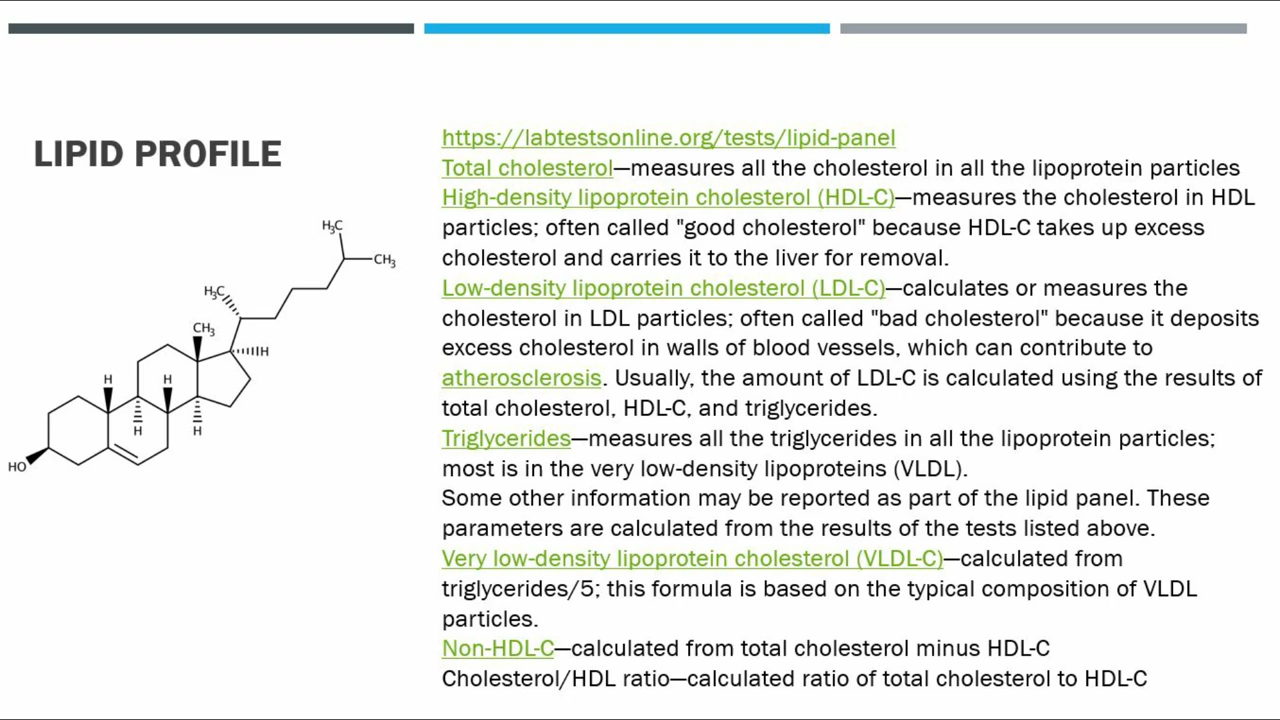 LIPID PROFILE
H₃C
CH₃
H₃C
CH₃
H
H
H
H
H
HO
https://labtestsonline.org/tests/lipid-panel
Total cholesterol—measures all the cholesterol in all the lipoprotein particles
High-density lipoprotein cholesterol (HDL-C)—measures the cholesterol in HDL
particles; often called "good cholesterol" because HDL-C takes up excess
cholesterol and carries it to the liver for removal.
Low-density lipoprotein cholesterol (LDL-C)—calculates or measures the
cholesterol in LDL particles; often called "bad cholesterol" because it deposits
excess cholesterol in walls of blood vessels, which can contribute to
atherosclerosis. Usually, the amount of LDL-C is calculated using the results of
total cholesterol, HDL-C, and triglycerides.
Triglycerides—measures all the triglycerides in all the lipoprotein particles;
most is in the very low-density lipoproteins (VLDL).
Some other information may be reported as part of the lipid panel. These
parameters are calculated from the results of the tests listed above.
Very low-density lipoprotein cholesterol (VLDL-C)—calculated from
triglycerides/5; this formula is based on the typical composition of VLDL
particles.
Non-HDL-C—calculated from total cholesterol minus HDL-C
Cholesterol/HDL ratio—calculated ratio of total cholesterol to HDL-C